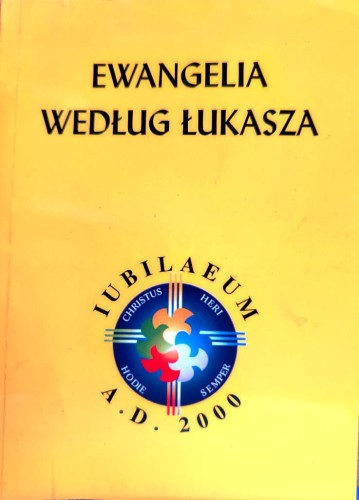 EWANGELIA
WEDŁUG ŁUKASZA
IUBILAEUM
CHRISTUS
HERI
HODIE
SEMPER
A.D. 2000